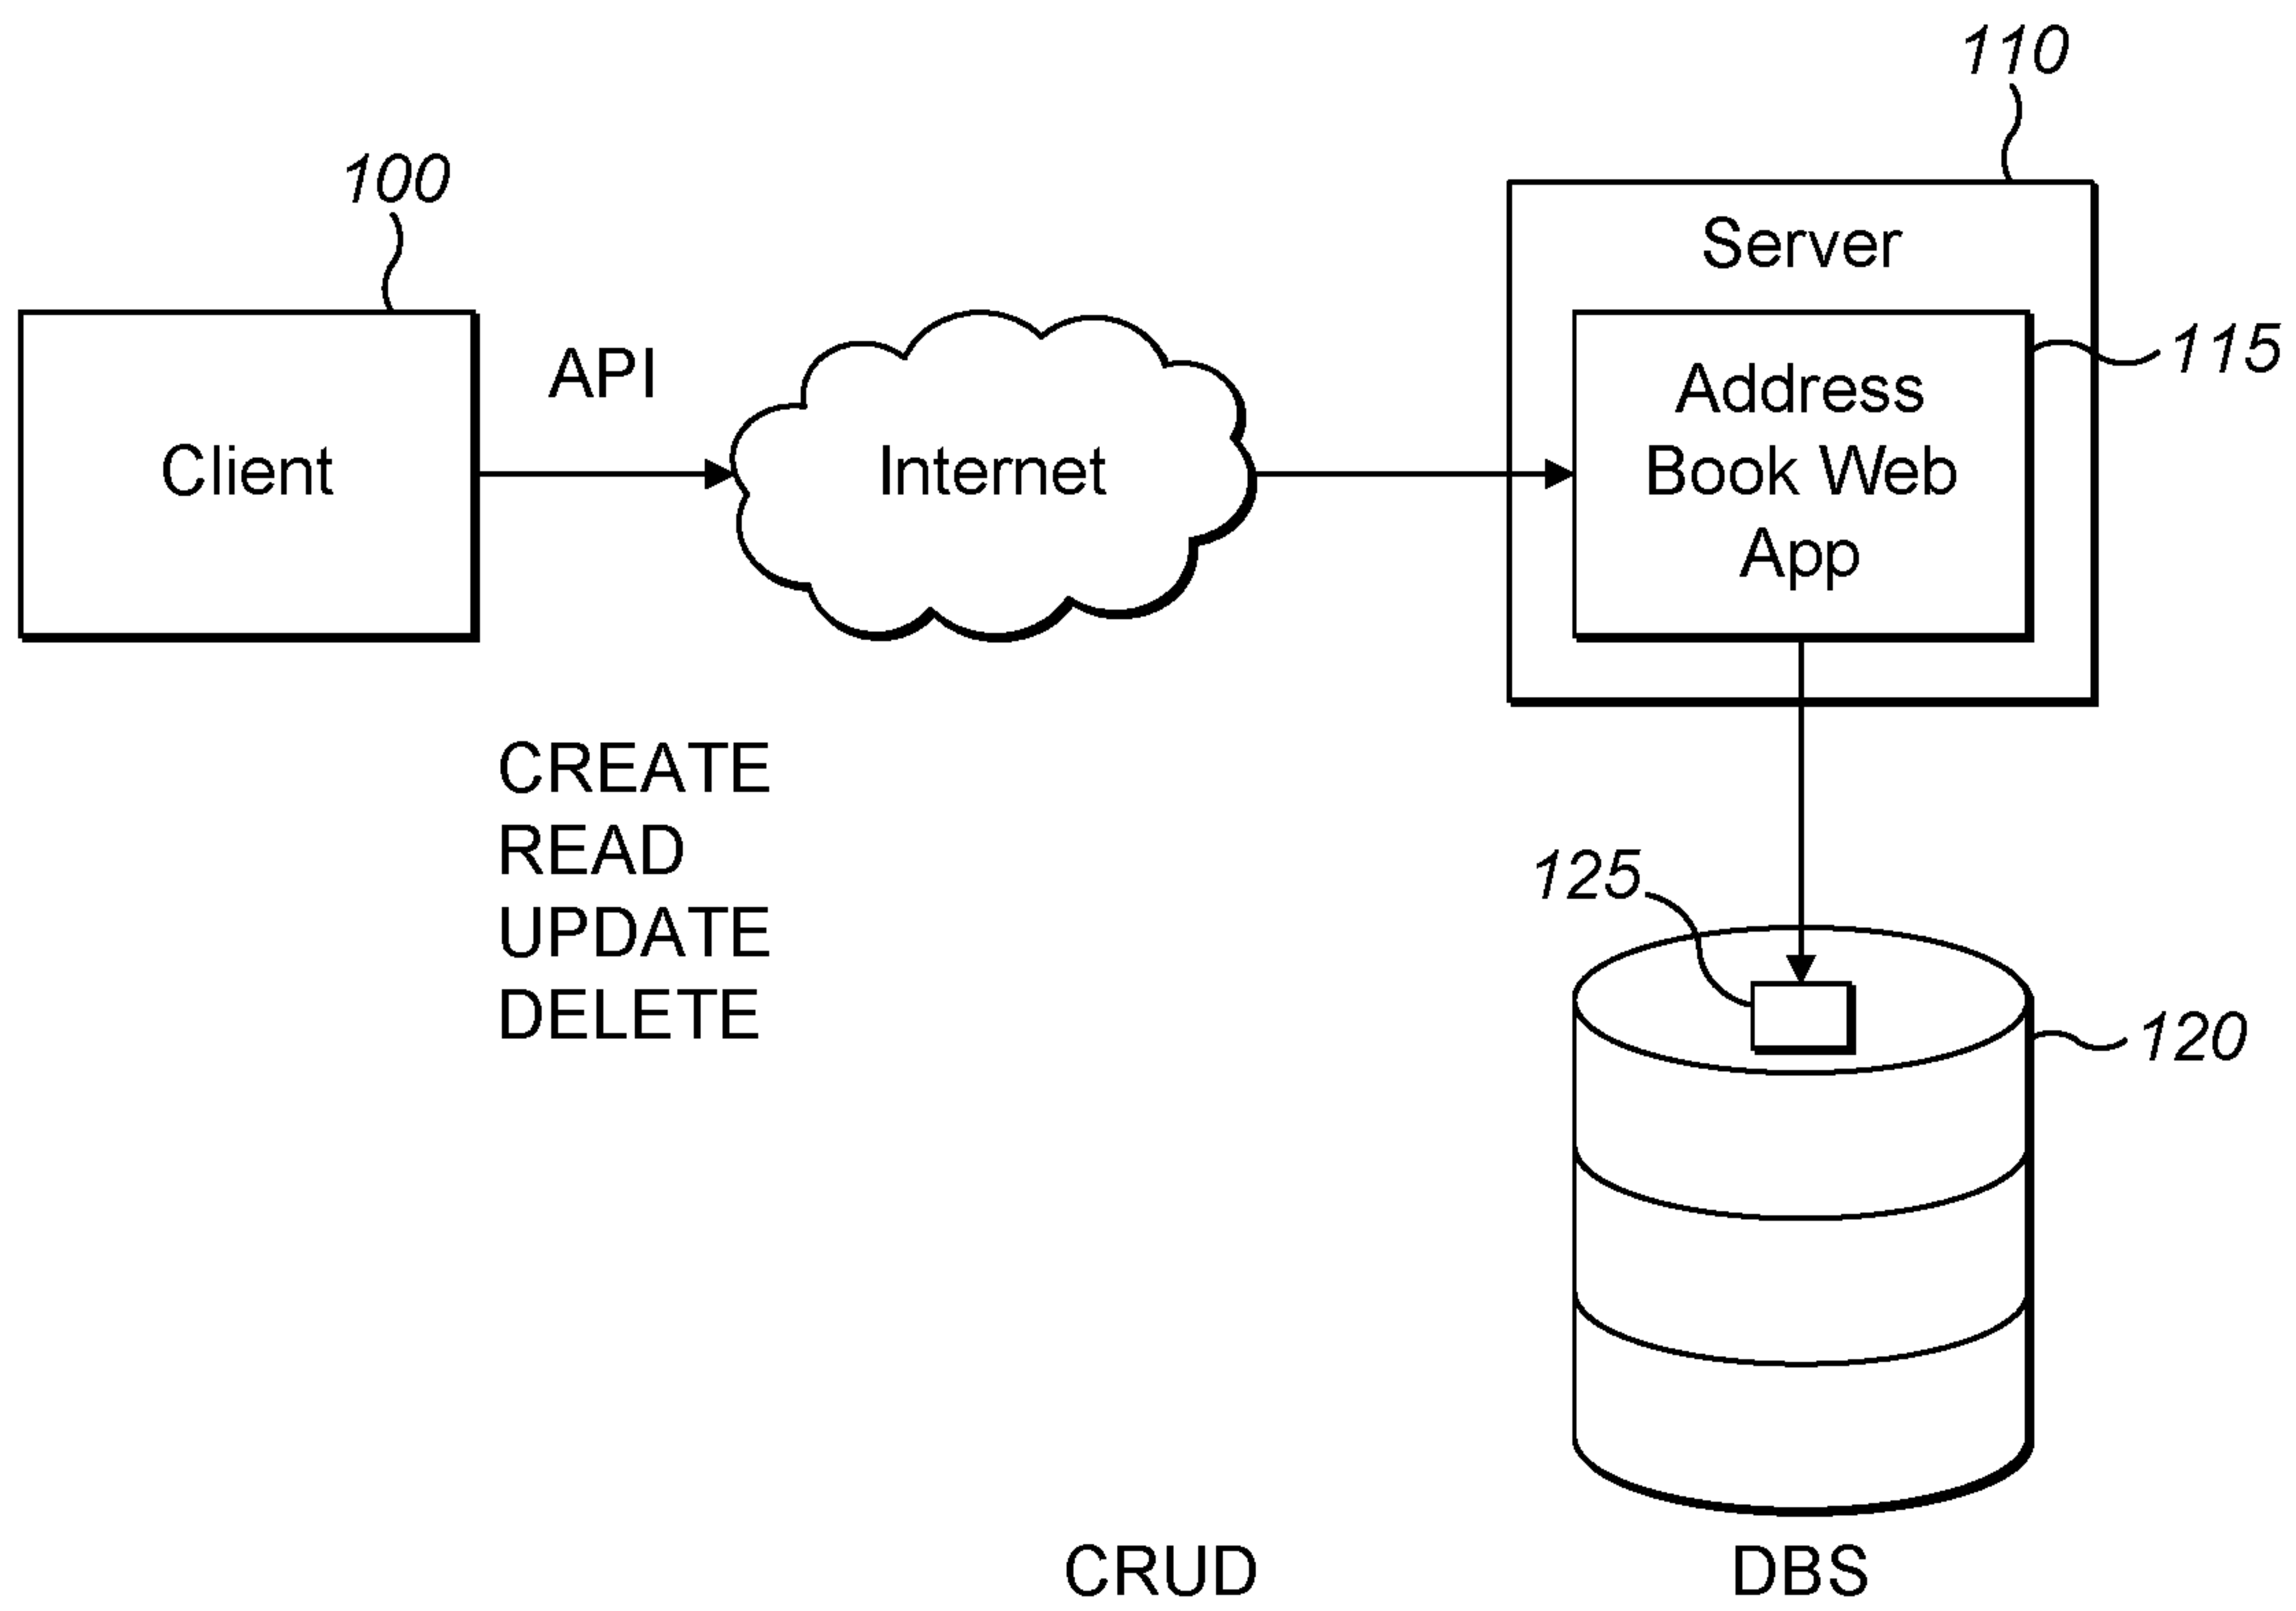 110
100
Server
API
115
Address
Client
Internet
Book Web
App
CREATE
READ
125
UPDATE
DELETE
120
CRUD
DBS